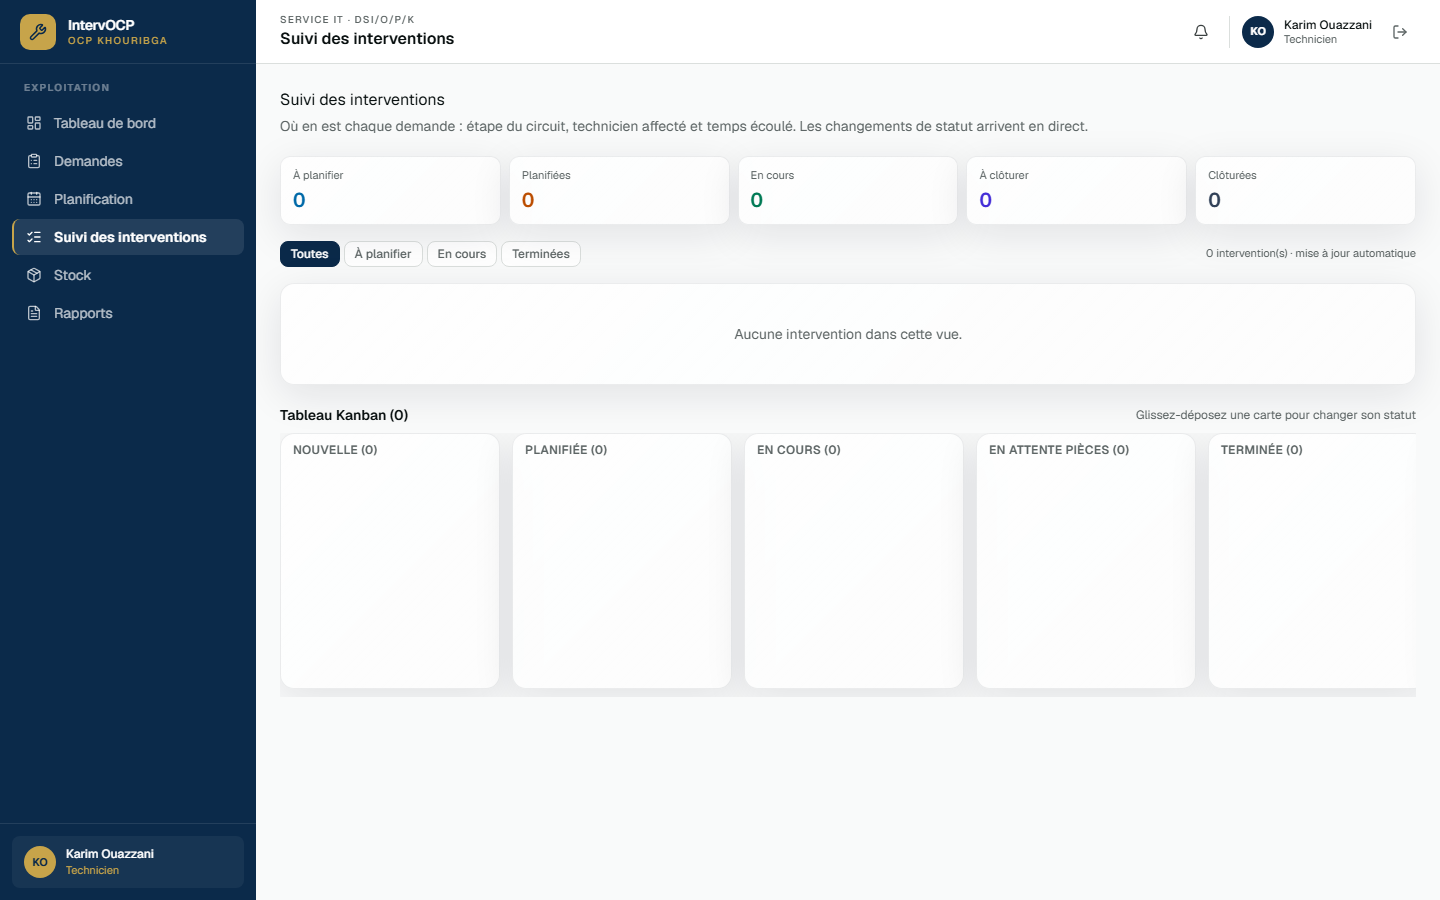 IntervOCP
OCP KHOURIBGA
EXPLOITATION
Tableau de bord
Demandes
Planification
Suivi des interventions
Stock
Rapports
KO
Karim Ouazzani
Technicien
SERVICE IT · DSI/O/P/K
Suivi des interventions
KO
Karim Ouazzani
Technicien
Suivi des interventions
Où en est chaque demande : étape du circuit, technicien affecté et temps écoulé. Les changements de statut arrivent en direct.
À planifier
0
Planifiées
0
En cours
0
À clôturer
0
Clôturées
0
Toutes
À planifier
En cours
Terminées
0 intervention(s) · mise à jour automatique
Aucune intervention dans cette vue.
Tableau Kanban (0)
Glissez-déposez une carte pour changer son statut
NOUVELLE (0)
PLANIFIÉE (0)
EN COURS (0)
EN ATTENTE PIÈCES (0)
TERMINÉE (0)